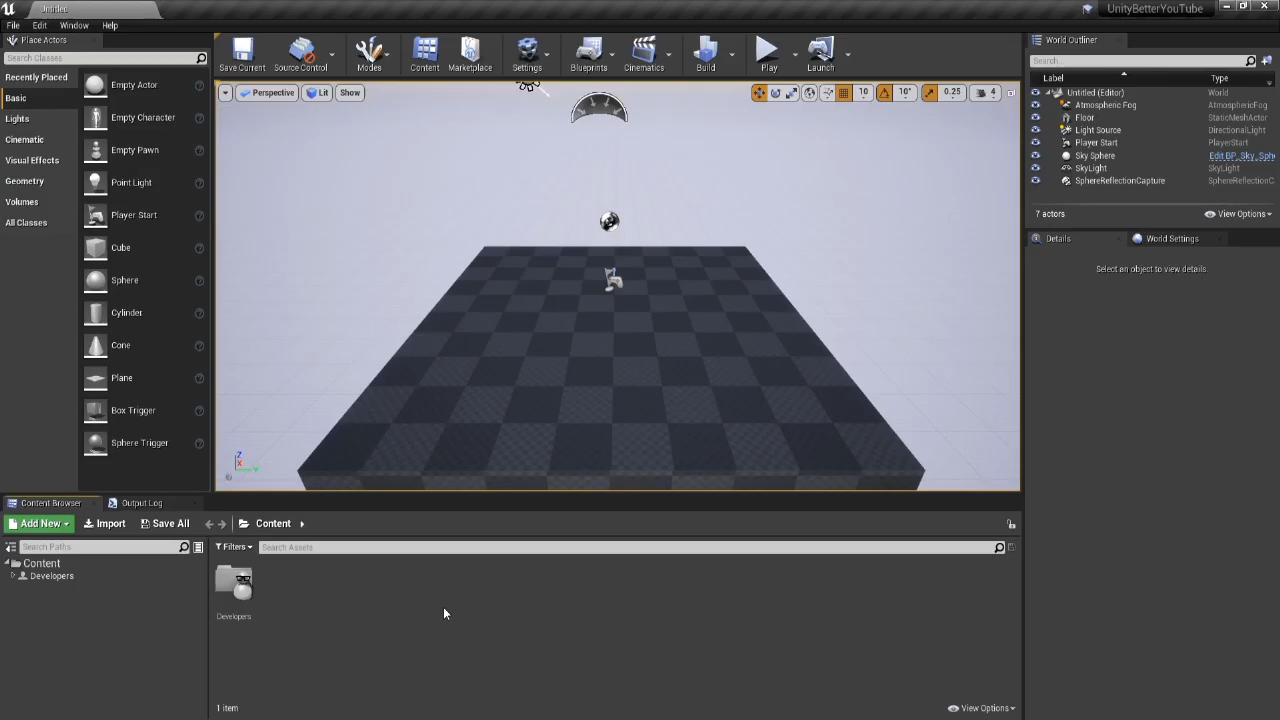 Untitled
UnityBetterYouTube
File Edit Window Help
Place Actors
Search Classes
Recently Placed
Basic
Lights
Cinematic
Visual Effects
Geometry
Volumes
All Classes
Empty Actor
Empty Character
Empty Pawn
Point Light
Player Start
Cube
Sphere
Cylinder
Cone
Plane
Box Trigger
Sphere Trigger
Save Current Source Control Modes Content Marketplace Settings Blueprints Cinematics Build Play Launch
Perspective Lit Show 10 10° 0.25 4
Z
X
Y
World Outliner
Search...
Label Type
Untitled (Editor) World
Atmospheric Fog AtmosphericFog
Floor StaticMeshActor
Light Source DirectionalLight
Player Start PlayerStart
Sky Sphere Edit BP_Sky_Sph
SkyLight SkyLight
SphereReflectionCapture SphereReflectionC
7 actors View Options
Details World Settings
Select an object to view details.
Content Browser Output Log
Add New Import Save All Content
Search Paths Filters Search Assets
Content
Developers
Developers
1 item View Options